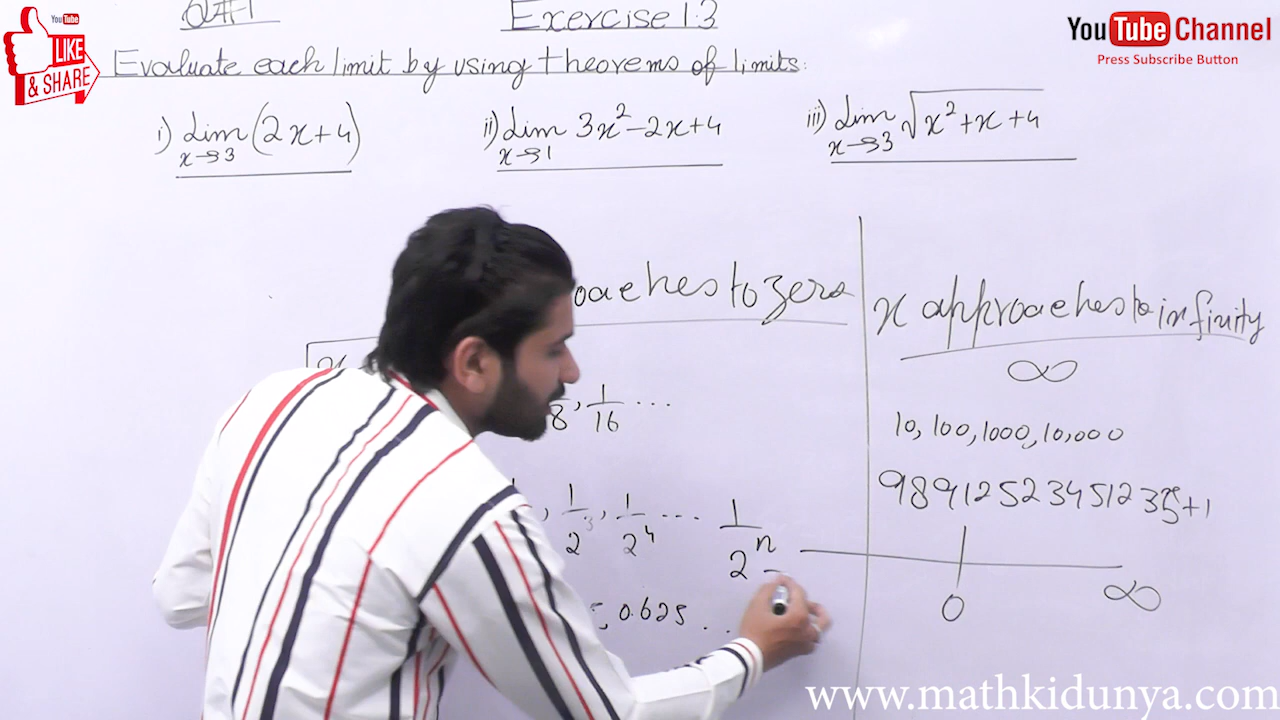 Exercise 1.3
YouTube
LIKE
& SHARE
YouTube Channel
Press Subscribe Button
Evaluate each limit by using theorems of limits:
i) Lim (2x+4)
x→3
ii) Lim 3x²-2x+4
x→1
iii) Lim √x²+x+4
x→3
oaches to zero
8, 1/16 ...
, 1/2³, 1/2⁴ ... 1/2ⁿ
5, 0.625 . .
x approaches to infinity
∞
10, 100, 1000, 10,000
98912523451235+1
0 ∞
www.mathkidunya.com